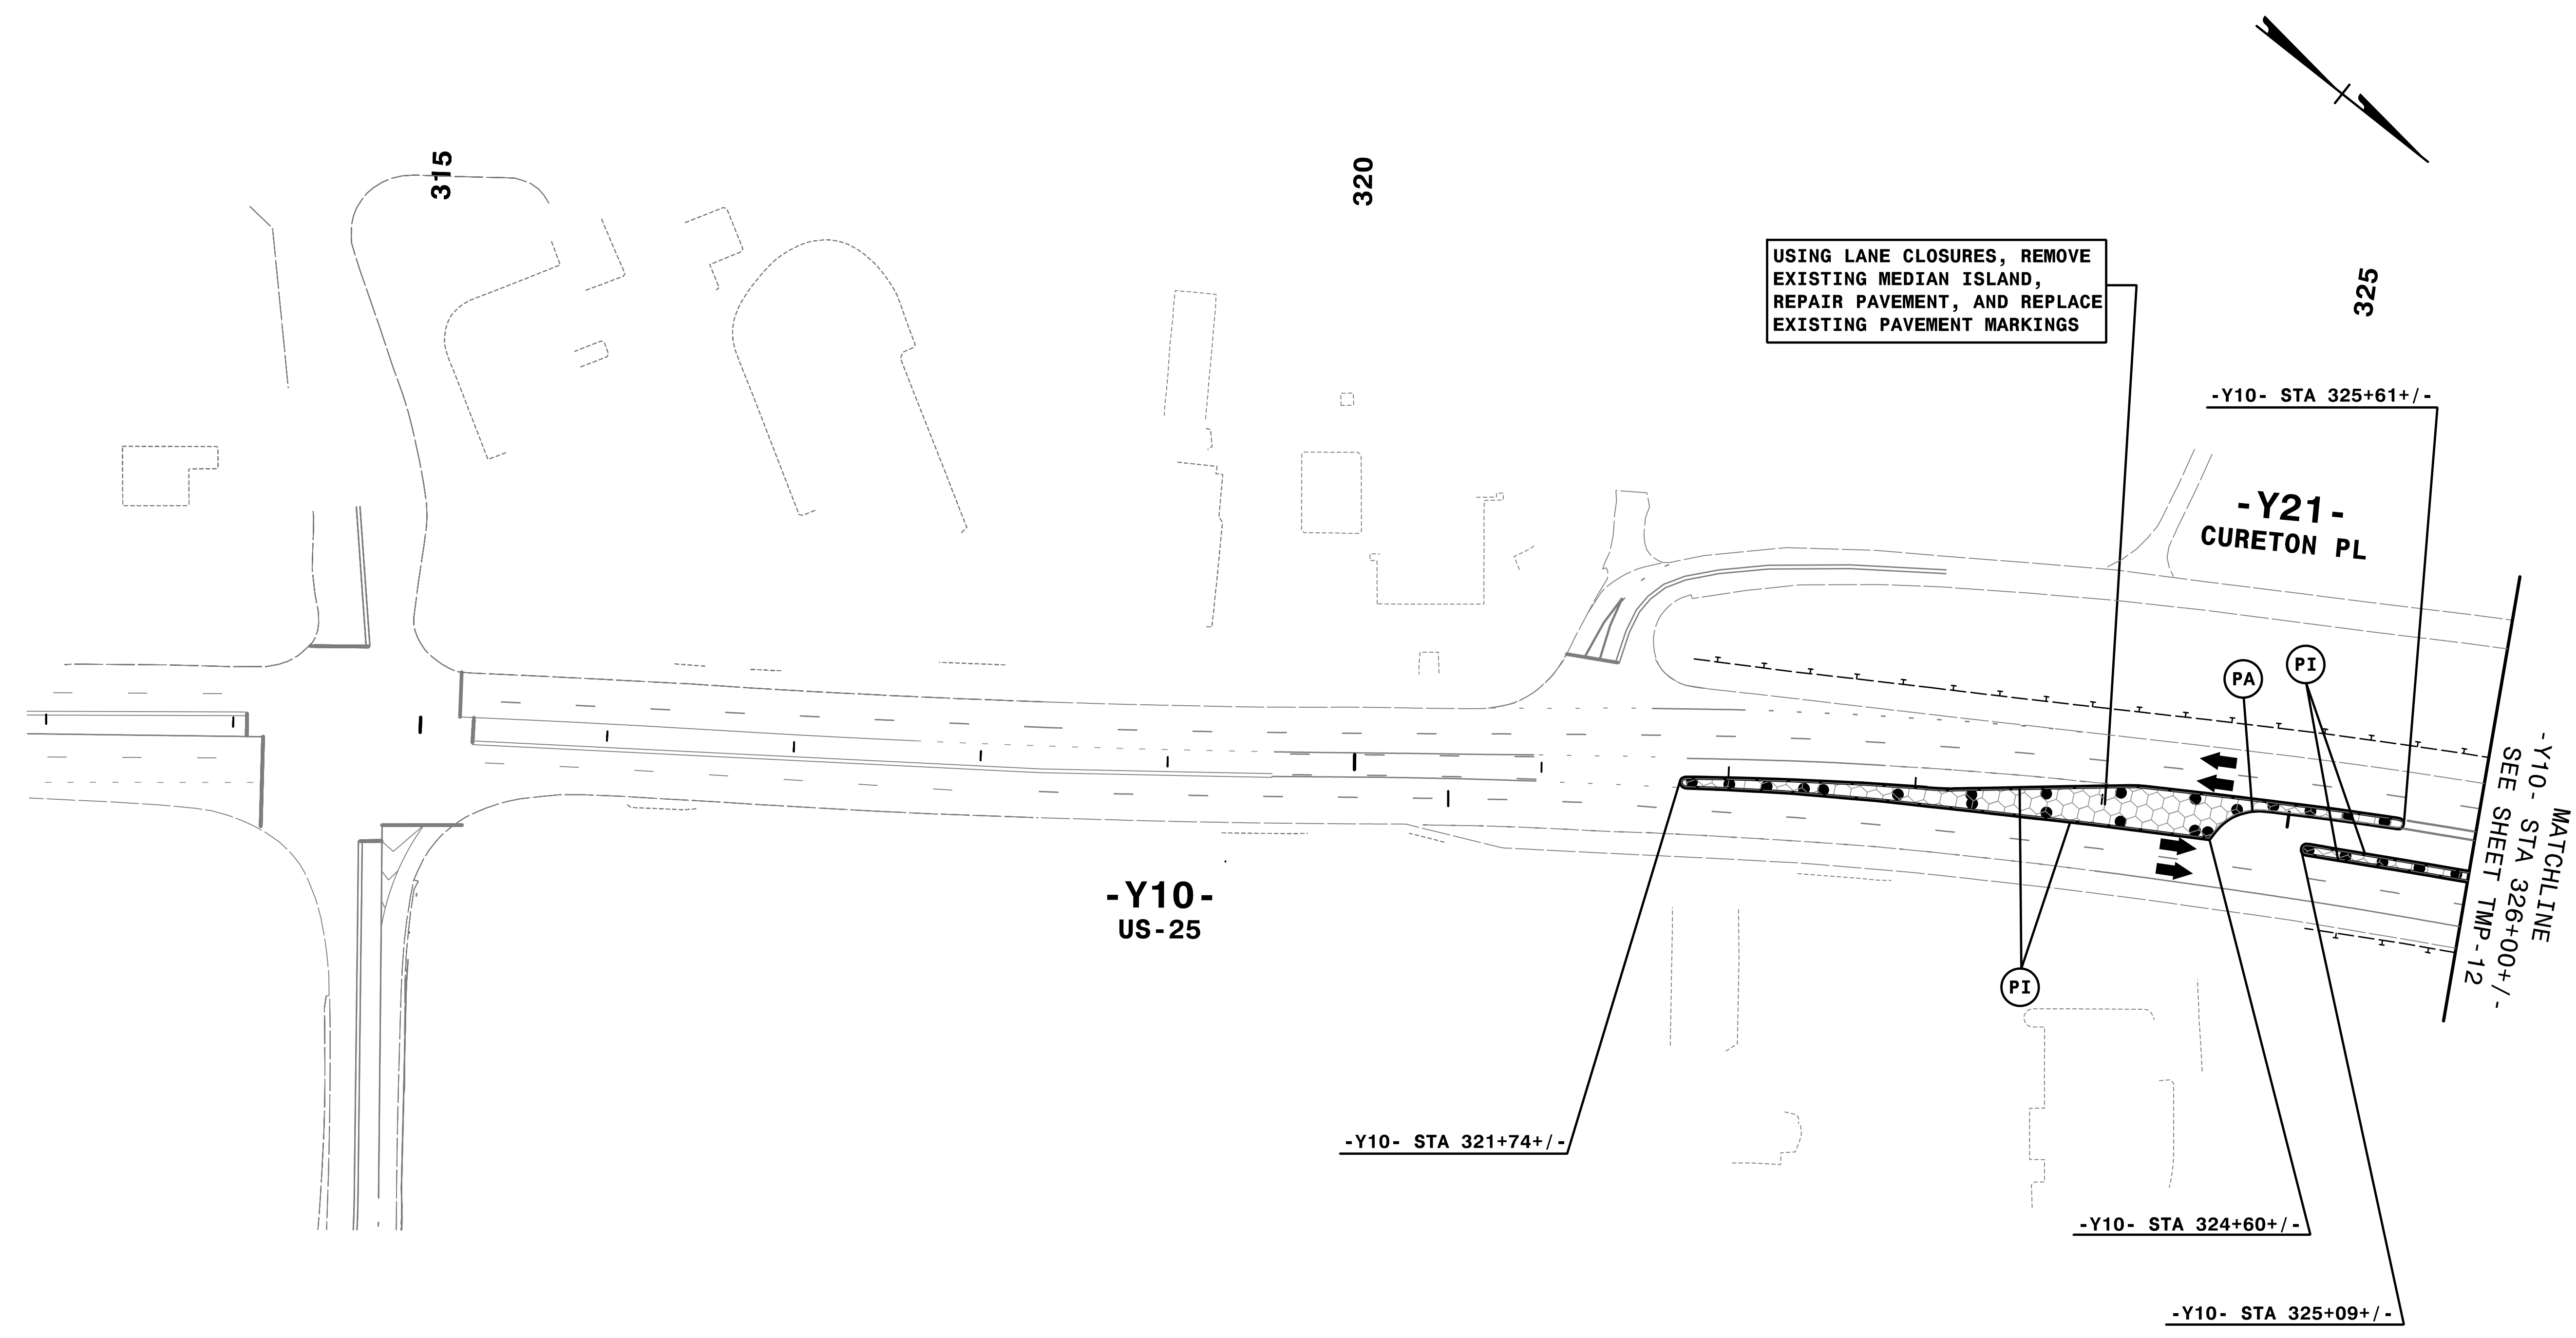 315
320
325
USING LANE CLOSURES, REMOVE
EXISTING MEDIAN ISLAND,
REPAIR PAVEMENT, AND REPLACE
EXISTING PAVEMENT MARKINGS
-Y10- STA 325+61+/-
-Y21-
CURETON PL
PA
PI
MATCHLINE
-Y10- STA 326+00+/-
SEE SHEET TMP-12
-Y10-
US-25
PI
-Y10- STA 321+74+/-
-Y10- STA 324+60+/-
-Y10- STA 325+09+/-